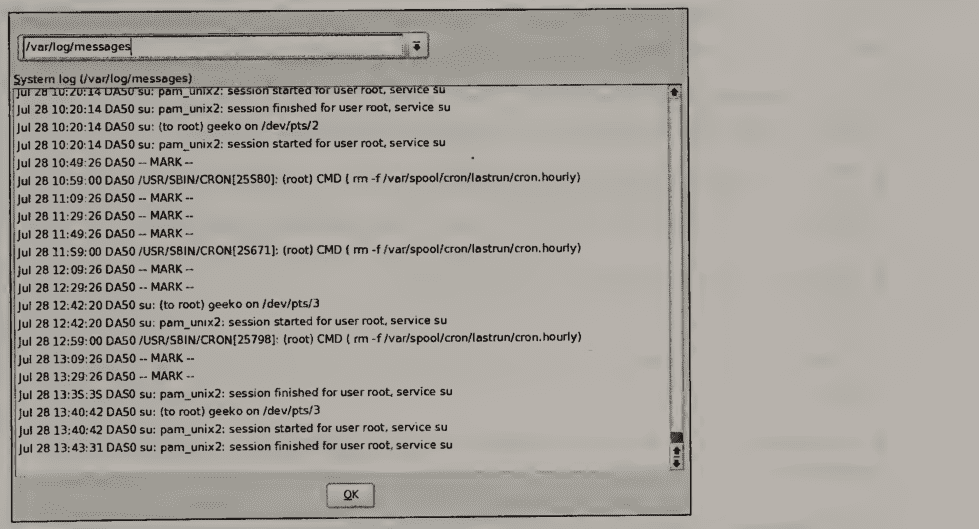 /var/log/messages
System log (/var/log/messages)
Jul 28 10:20:14 DA50 su: pam_unix2: session started for user root, service su
Jul 28 10:20:14 DA50 su: pam_unix2: session finished for user root, service su
Jul 28 10:20:14 DA50 su: (to root) geeko on /dev/pts/2
Jul 28 10:20:14 DA50 su: pam_unix2: session started for user root, service su
Jul 28 10:49:26 DA50 -- MARK --
Jul 28 10:59:00 DA50 /USR/SBIN/CRON[25580]: (root) CMD ( rm -f /var/spool/cron/lastrun/cron.hourly)
Jul 28 11:09:26 DA50 -- MARK --
Jul 28 11:29:26 DA50 -- MARK --
Jul 28 11:49:26 DA50 -- MARK --
Jul 28 11:59:00 DA50 /USR/SBIN/CRON[25671]: (root) CMD ( rm -f /var/spool/cron/lastrun/cron.hourly)
Jul 28 12:09:26 DA50 -- MARK --
Jul 28 12:29:26 DA50 -- MARK --
Jul 28 12:42:20 DA50 su: (to root) geeko on /dev/pts/3
Jul 28 12:42:20 DA50 su: pam_unix2: session started for user root, service su
Jul 28 12:59:00 DA50 /USR/SBIN/CRON[25798]: (root) CMD ( rm -f /var/spool/cron/lastrun/cron.hourly)
Jul 28 13:09:26 DA50 -- MARK --
Jul 28 13:29:26 DA50 -- MARK --
Jul 28 13:35:35 DA50 su: pam_unix2: session finished for user root, service su
Jul 28 13:40:42 DA50 su: (to root) geeko on /dev/pts/3
Jul 28 13:40:42 DA50 su: pam_unix2: session started for user root, service su
Jul 28 13:43:31 DA50 su: pam_unix2: session finished for user root, service su
OK